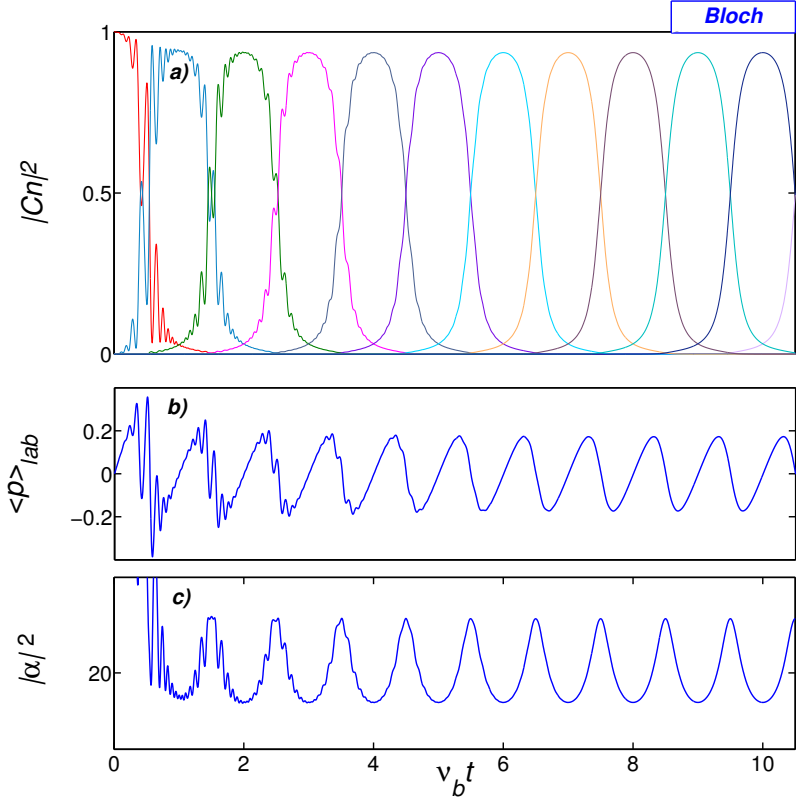 Bloch
1
a)
|Cn|²
0.5
0
b)
0.2
<p>lab
0
−0.2
c)
|α|²
20
0 2 4 6 8 10
ν_b t